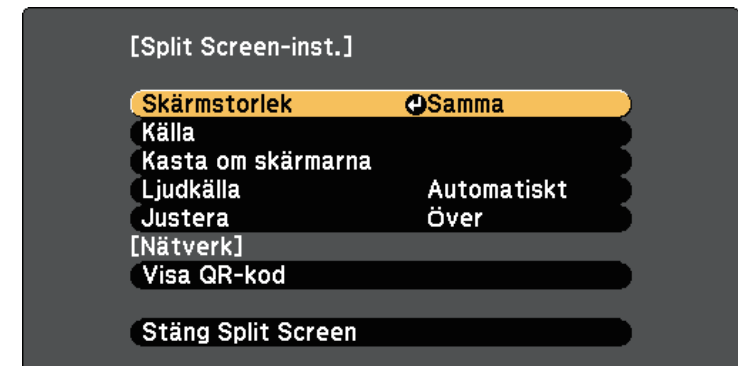 [Split Screen-inst.]
Skärmstorlek Samma
Källa
Kasta om skärmarna
Ljudkälla Automatiskt
Justera Över
[Nätverk]
Visa QR-kod
Stäng Split Screen